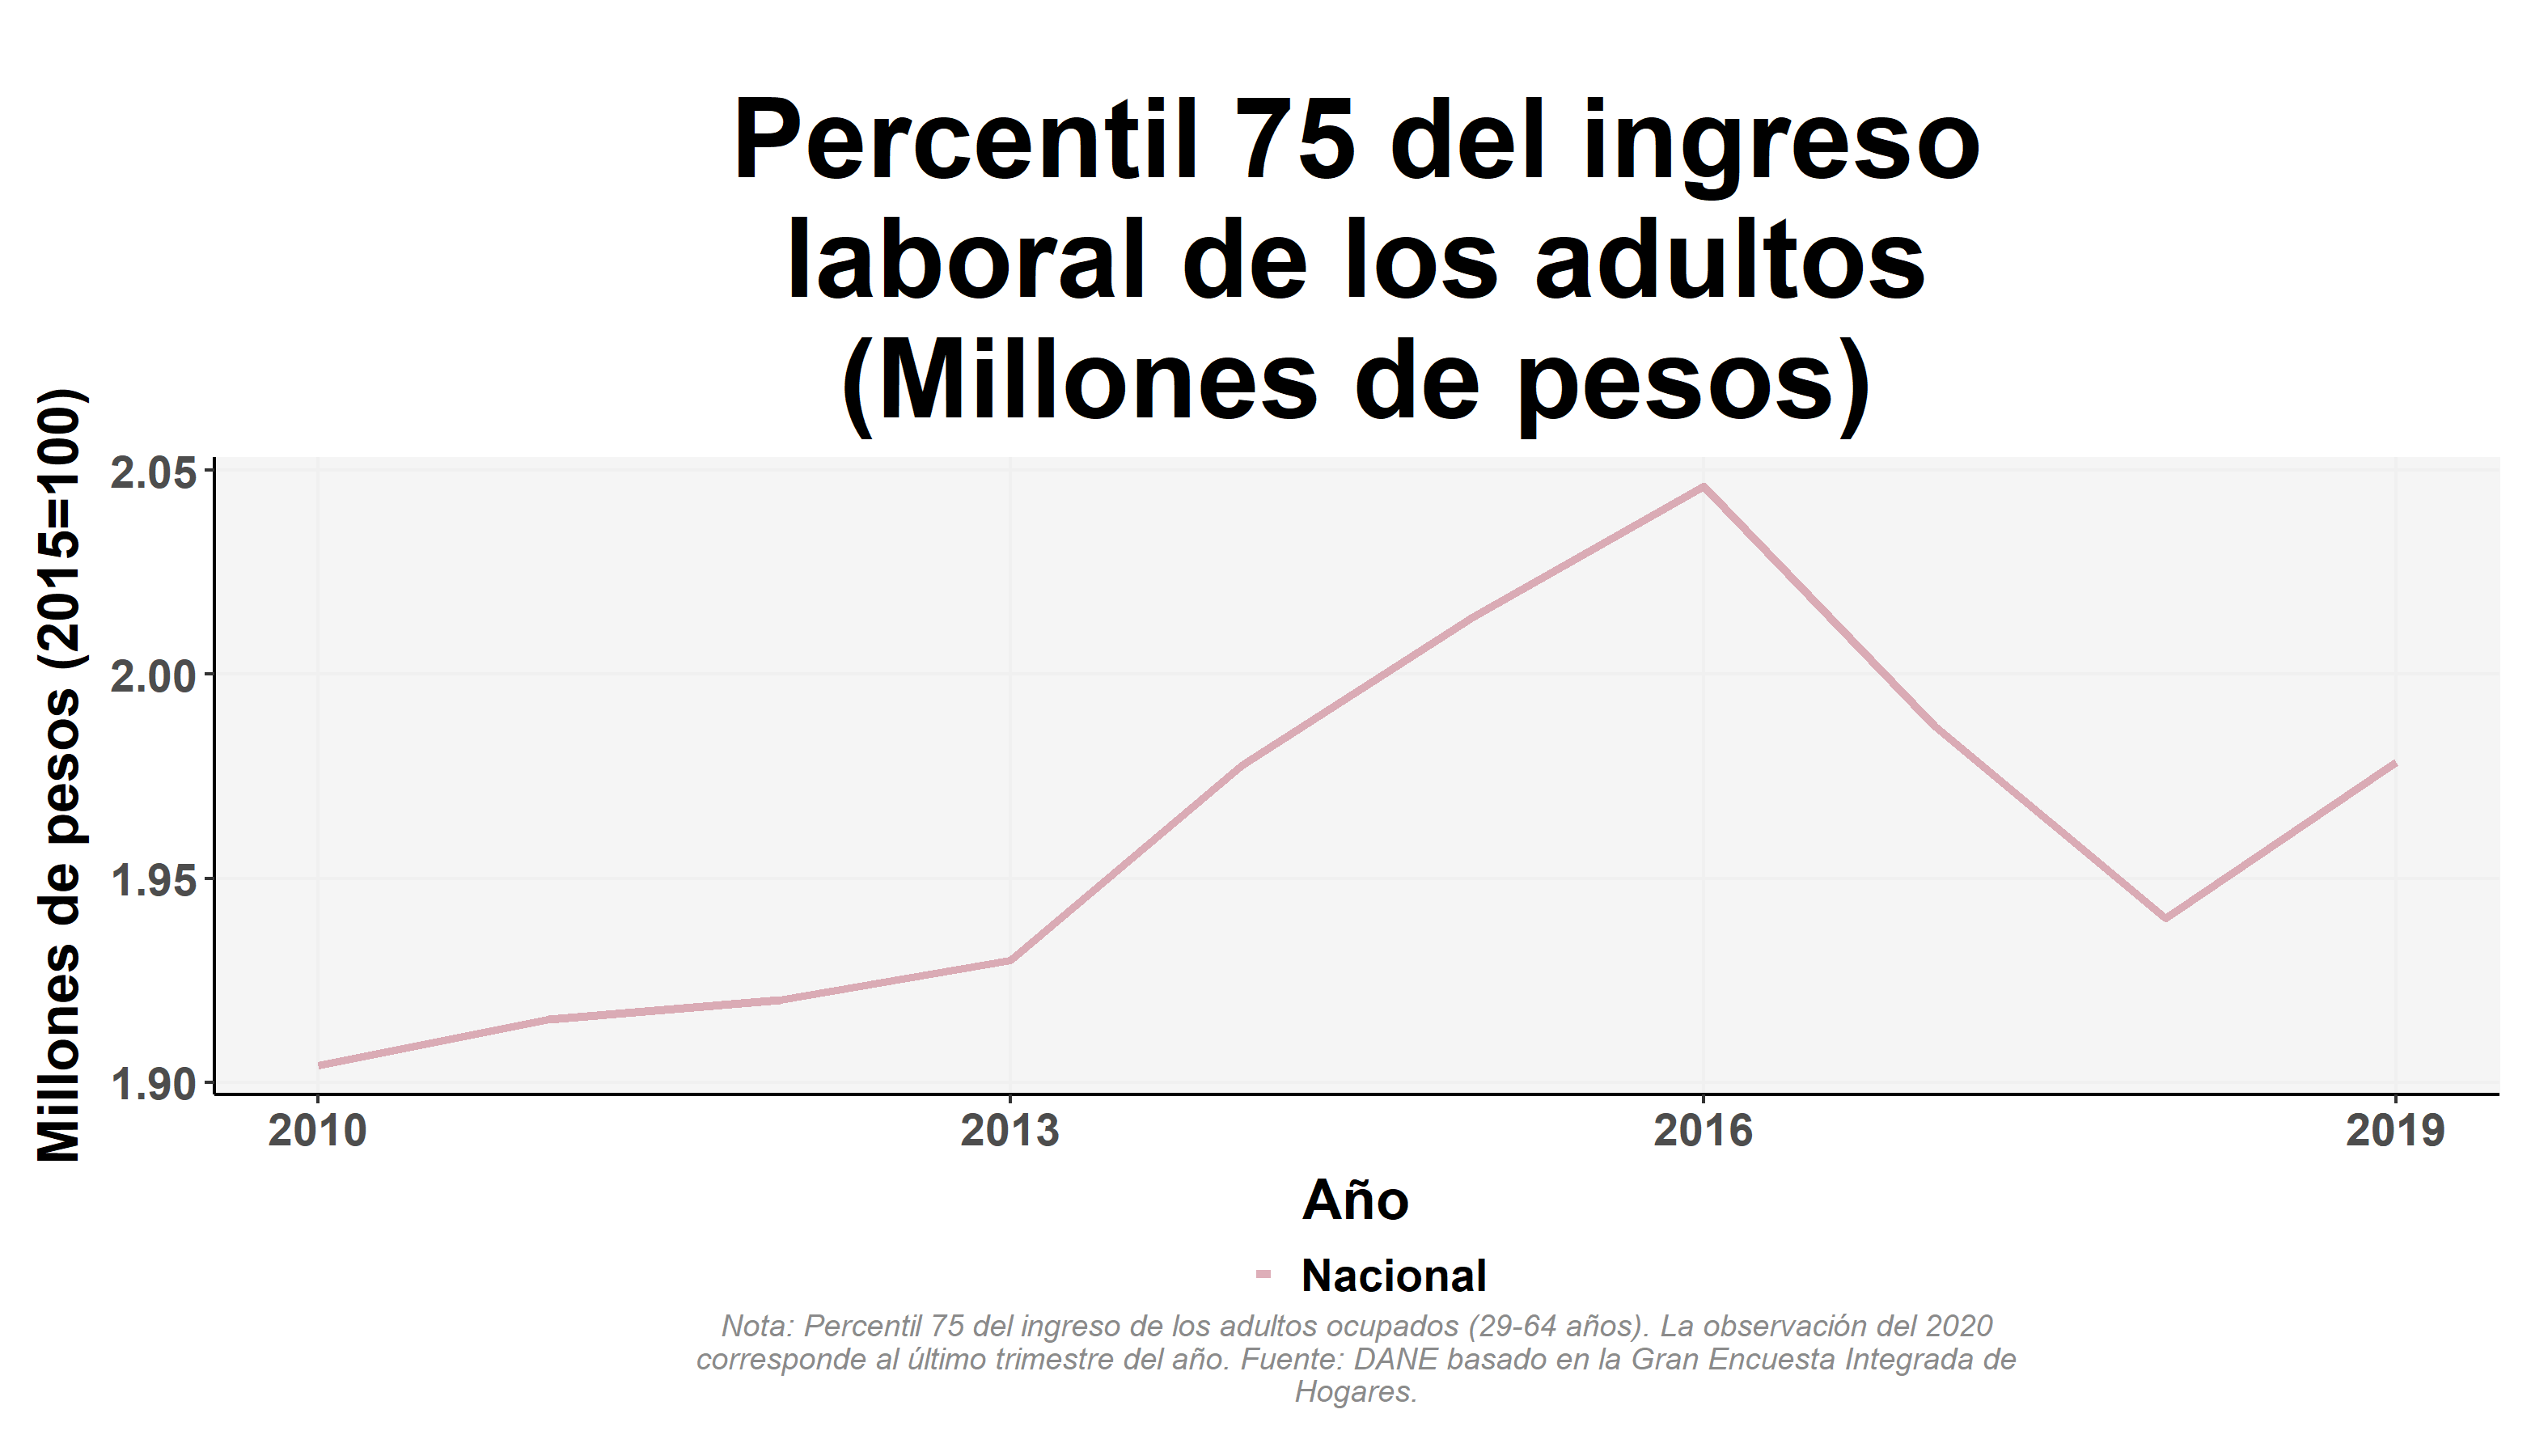 Percentil 75 del ingreso
laboral de los adultos
(Millones de pesos)
Millones de pesos (2015=100)
2.05
2.00
1.95
1.90
2010
2013
2016
2019
Año
Nacional
Nota: Percentil 75 del ingreso de los adultos ocupados (29-64 años). La observación del 2020
corresponde al último trimestre del año. Fuente: DANE basado en la Gran Encuesta Integrada de
Hogares.